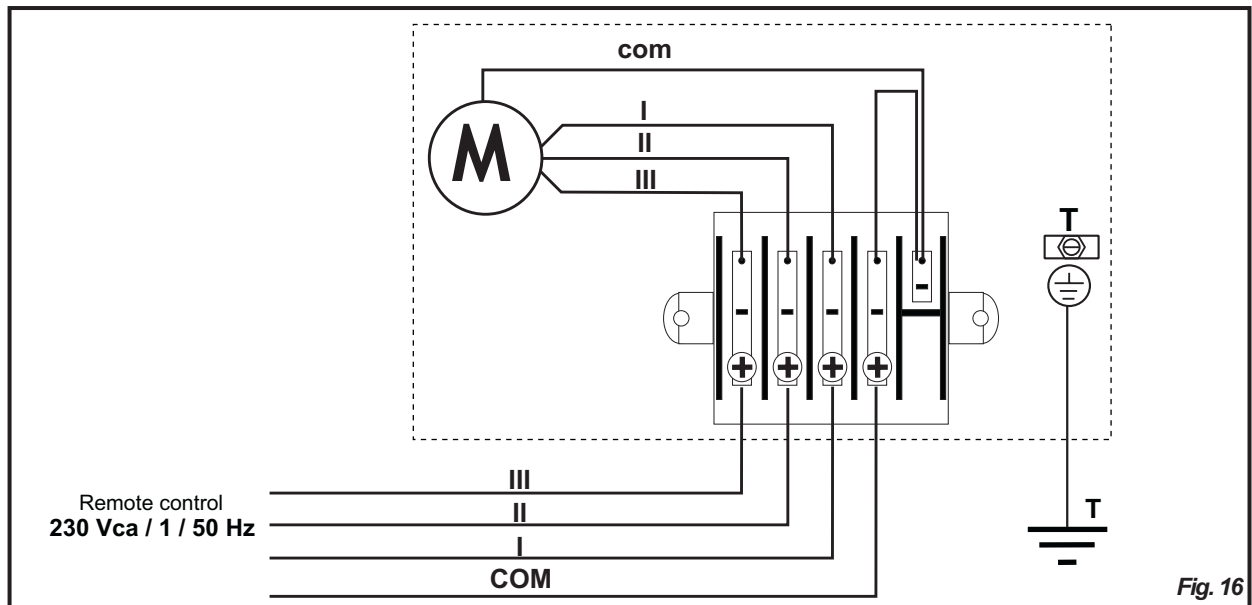 com
I
II
III
M
T
Remote control
230 Vca / 1 / 50 Hz
III
II
I
COM
T
Fig. 16